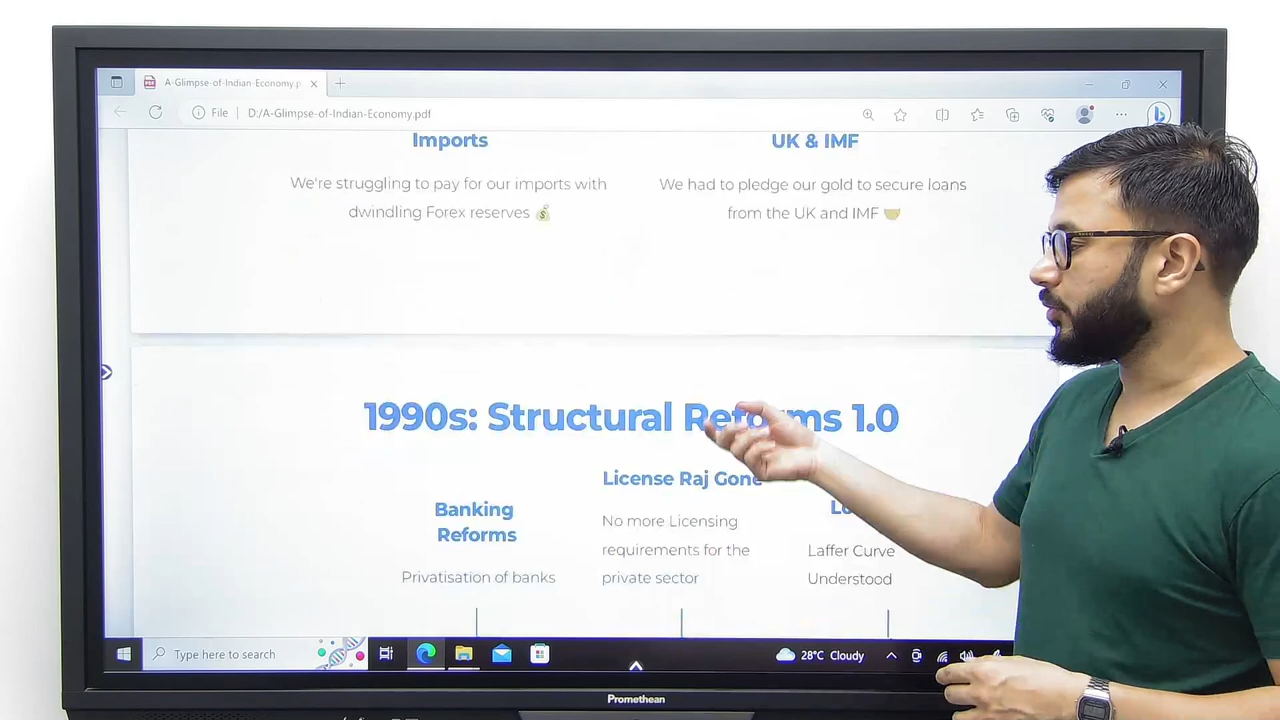 A-Glimpse-of-Indian-Economy.p
File
D:/A-Glimpse-of-Indian-Economy.pdf
Imports
UK & IMF
We're struggling to pay for our imports with
dwindling Forex reserves
We had to pledge our gold to secure loans
from the UK and IMF
1990s: Structural Reforms 1.0
Banking
Reforms
Privatisation of banks
License Raj Gone
No more Licensing
requirements for the
private sector
Lo
Laffer Curve
Understood
Type here to search
28°C Cloudy
Promethean